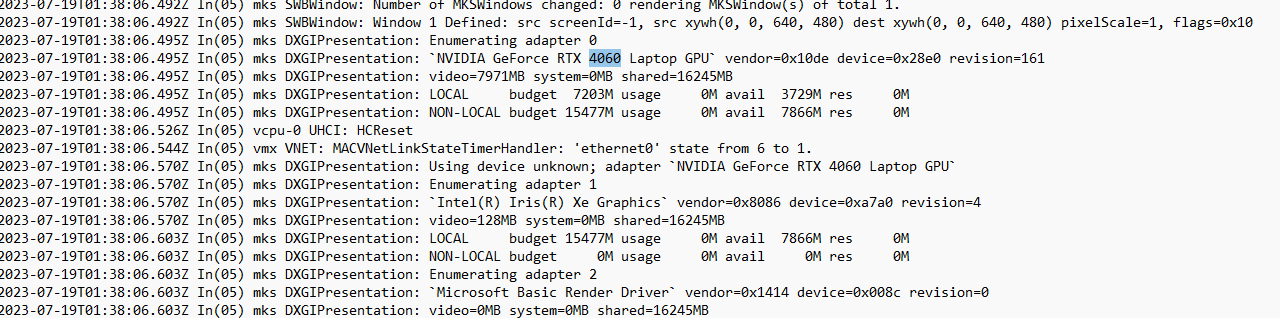 2023-07-19T01:38:06.492Z In(05) mks SWBWindow: Number of MKSWindows changed: 0 rendering MKSWindow(s) of total 1.
2023-07-19T01:38:06.492Z In(05) mks SWBWindow: Window 1 Defined: src screenId=-1, src xywh(0, 0, 640, 480) dest xywh(0, 0, 640, 480) pixelScale=1, flags=0x10
2023-07-19T01:38:06.495Z In(05) mks DXGIPresentation: Enumerating adapter 0
2023-07-19T01:38:06.495Z In(05) mks DXGIPresentation: `NVIDIA GeForce RTX 4060 Laptop GPU` vendor=0x10de device=0x28e0 revision=161
2023-07-19T01:38:06.495Z In(05) mks DXGIPresentation: video=7971MB system=0MB shared=16245MB
2023-07-19T01:38:06.495Z In(05) mks DXGIPresentation: LOCAL     budget  7203M usage     0M avail  3729M res     0M
2023-07-19T01:38:06.495Z In(05) mks DXGIPresentation: NON-LOCAL budget 15477M usage     0M avail  7866M res     0M
2023-07-19T01:38:06.526Z In(05) vcpu-0 UHCI: HCReset
2023-07-19T01:38:06.544Z In(05) vmx VNET: MACVNetLinkStateTimerHandler: 'ethernet0' state from 6 to 1.
2023-07-19T01:38:06.570Z In(05) mks DXGIPresentation: Using device unknown; adapter `NVIDIA GeForce RTX 4060 Laptop GPU`
2023-07-19T01:38:06.570Z In(05) mks DXGIPresentation: Enumerating adapter 1
2023-07-19T01:38:06.570Z In(05) mks DXGIPresentation: `Intel(R) Iris(R) Xe Graphics` vendor=0x8086 device=0xa7a0 revision=4
2023-07-19T01:38:06.570Z In(05) mks DXGIPresentation: video=128MB system=0MB shared=16245MB
2023-07-19T01:38:06.603Z In(05) mks DXGIPresentation: LOCAL     budget 15477M usage     0M avail  7866M res     0M
2023-07-19T01:38:06.603Z In(05) mks DXGIPresentation: NON-LOCAL budget     0M usage     0M avail     0M res     0M
2023-07-19T01:38:06.603Z In(05) mks DXGIPresentation: Enumerating adapter 2
2023-07-19T01:38:06.603Z In(05) mks DXGIPresentation: `Microsoft Basic Render Driver` vendor=0x1414 device=0x008c revision=0
2023-07-19T01:38:06.603Z In(05) mks DXGIPresentation: video=0MB system=0MB shared=16245MB